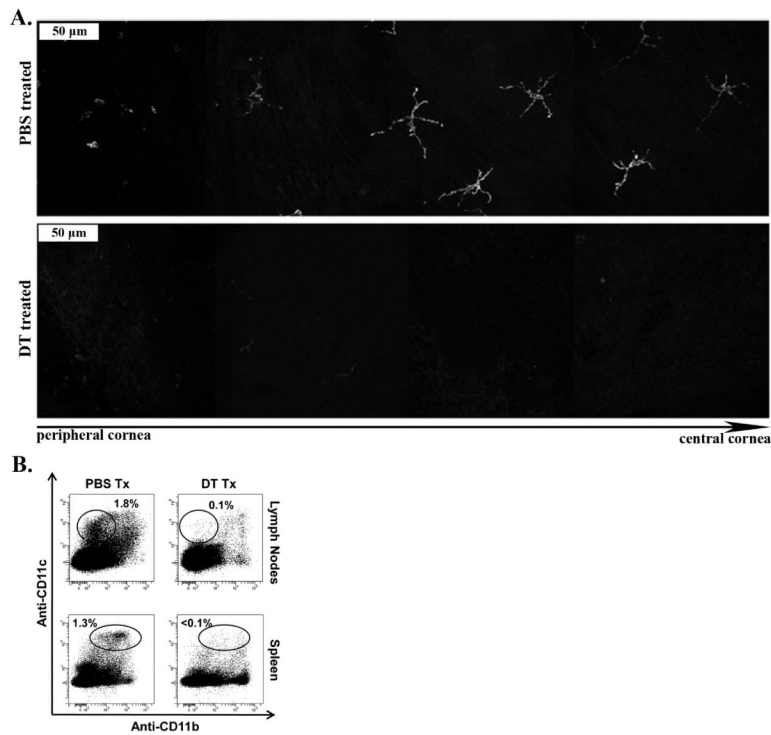 A.
50 µm
PBS treated
50 µm
DT treated
peripheral cornea
central cornea
B.
PBS Tx
DT Tx
1.8%
0.1%
Lymph Nodes
1.3%
<0.1%
Spleen
Anti-CD11c
Anti-CD11b